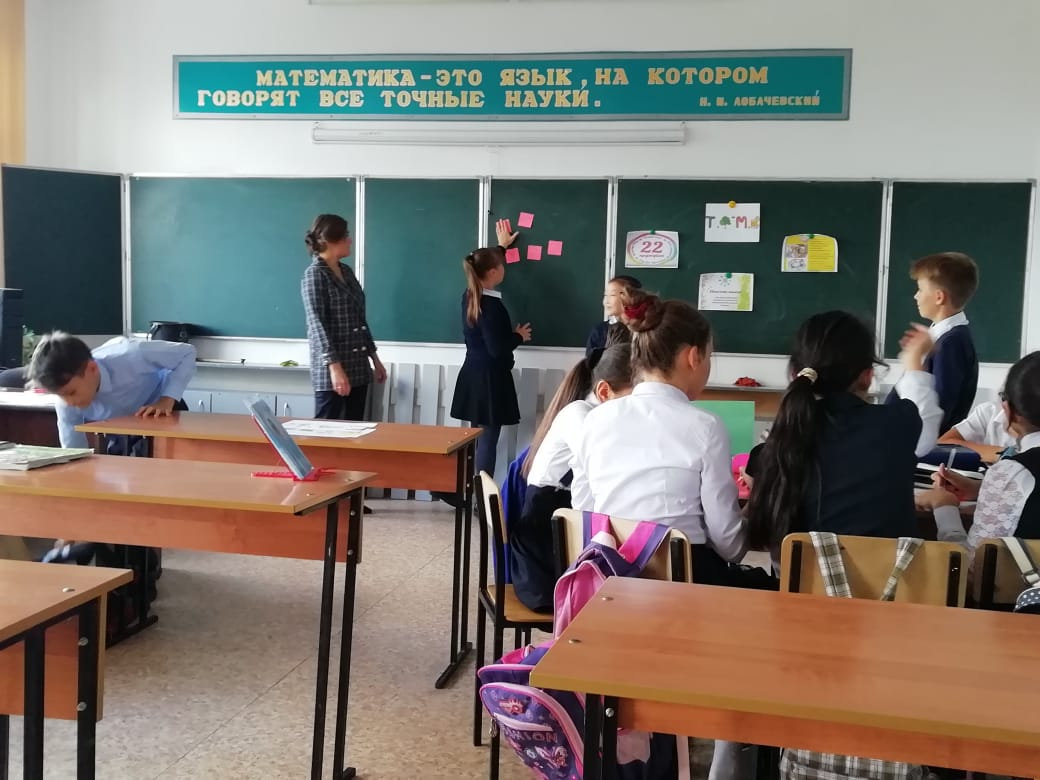 МАТЕМАТИКА - ЭТО ЯЗЫК, НА КОТОРОМ
ГОВОРЯТ ВСЕ ТОЧНЫЕ НАУКИ.
Н. И. ЛОБАЧЕВСКИЙ
22